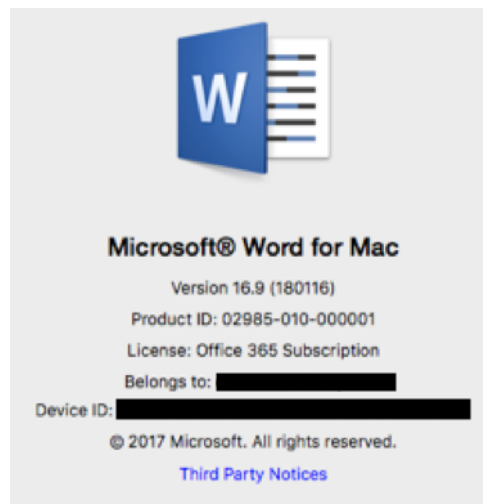 W
Microsoft® Word for Mac
Version 16.9 (180116)
Product ID: 02985-010-000001
License: Office 365 Subscription
Belongs to:
Device ID:
© 2017 Microsoft. All rights reserved.
Third Party Notices